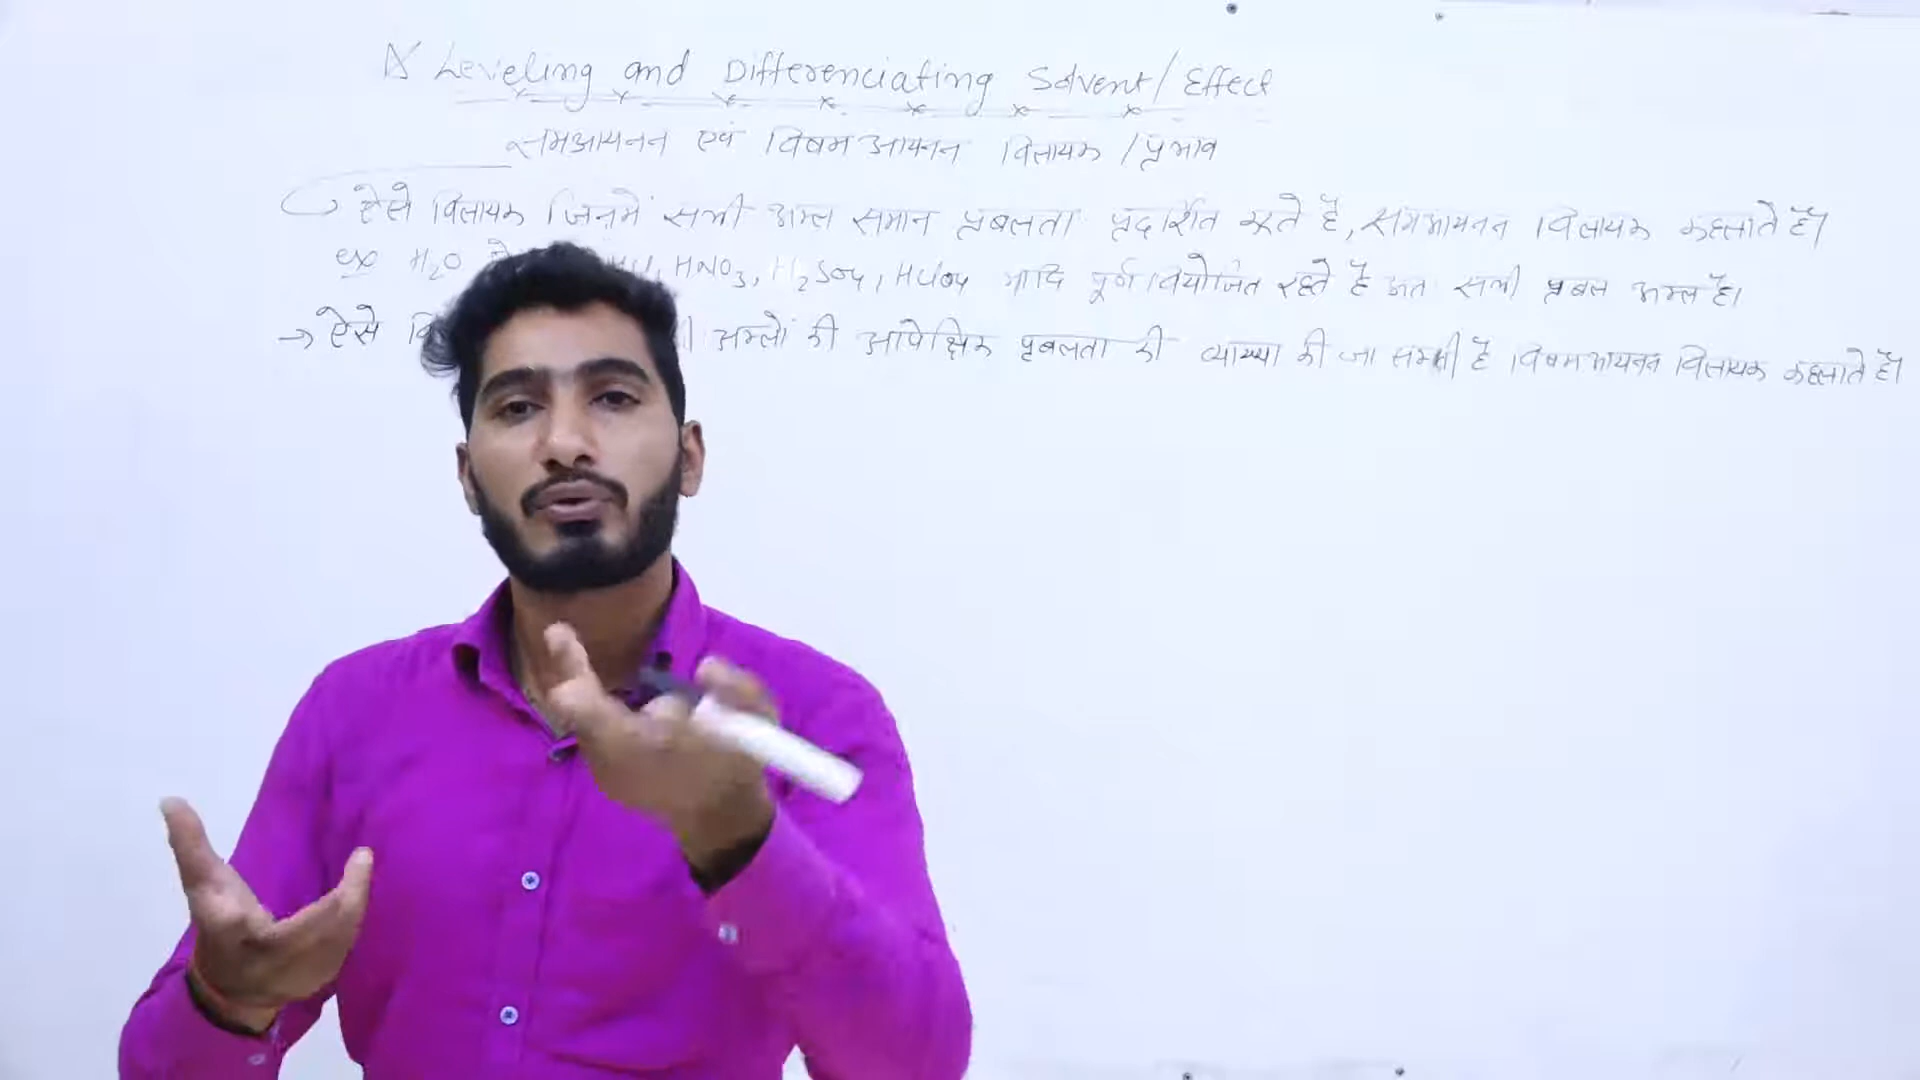 Leveling and Differenciating Solvent/Effect
समआयनन एवं विषमआयनन विलायक /प्रभाव
ऐसे विलायक जिनमें सभी अम्ल समान प्रबलता प्रदर्शित करते है, समआयनन विलायक कहलाते है।
ex H2O HNO3, H2SO4, HClO4 आदि पूर्ण वियोजित रहते है अतः सभी प्रबल अम्ल है।
→ ऐसे अम्लों की आपेक्षिक प्रबलता की व्याख्या की जा सकती है विषमआयनन विलायक कहलाते है।